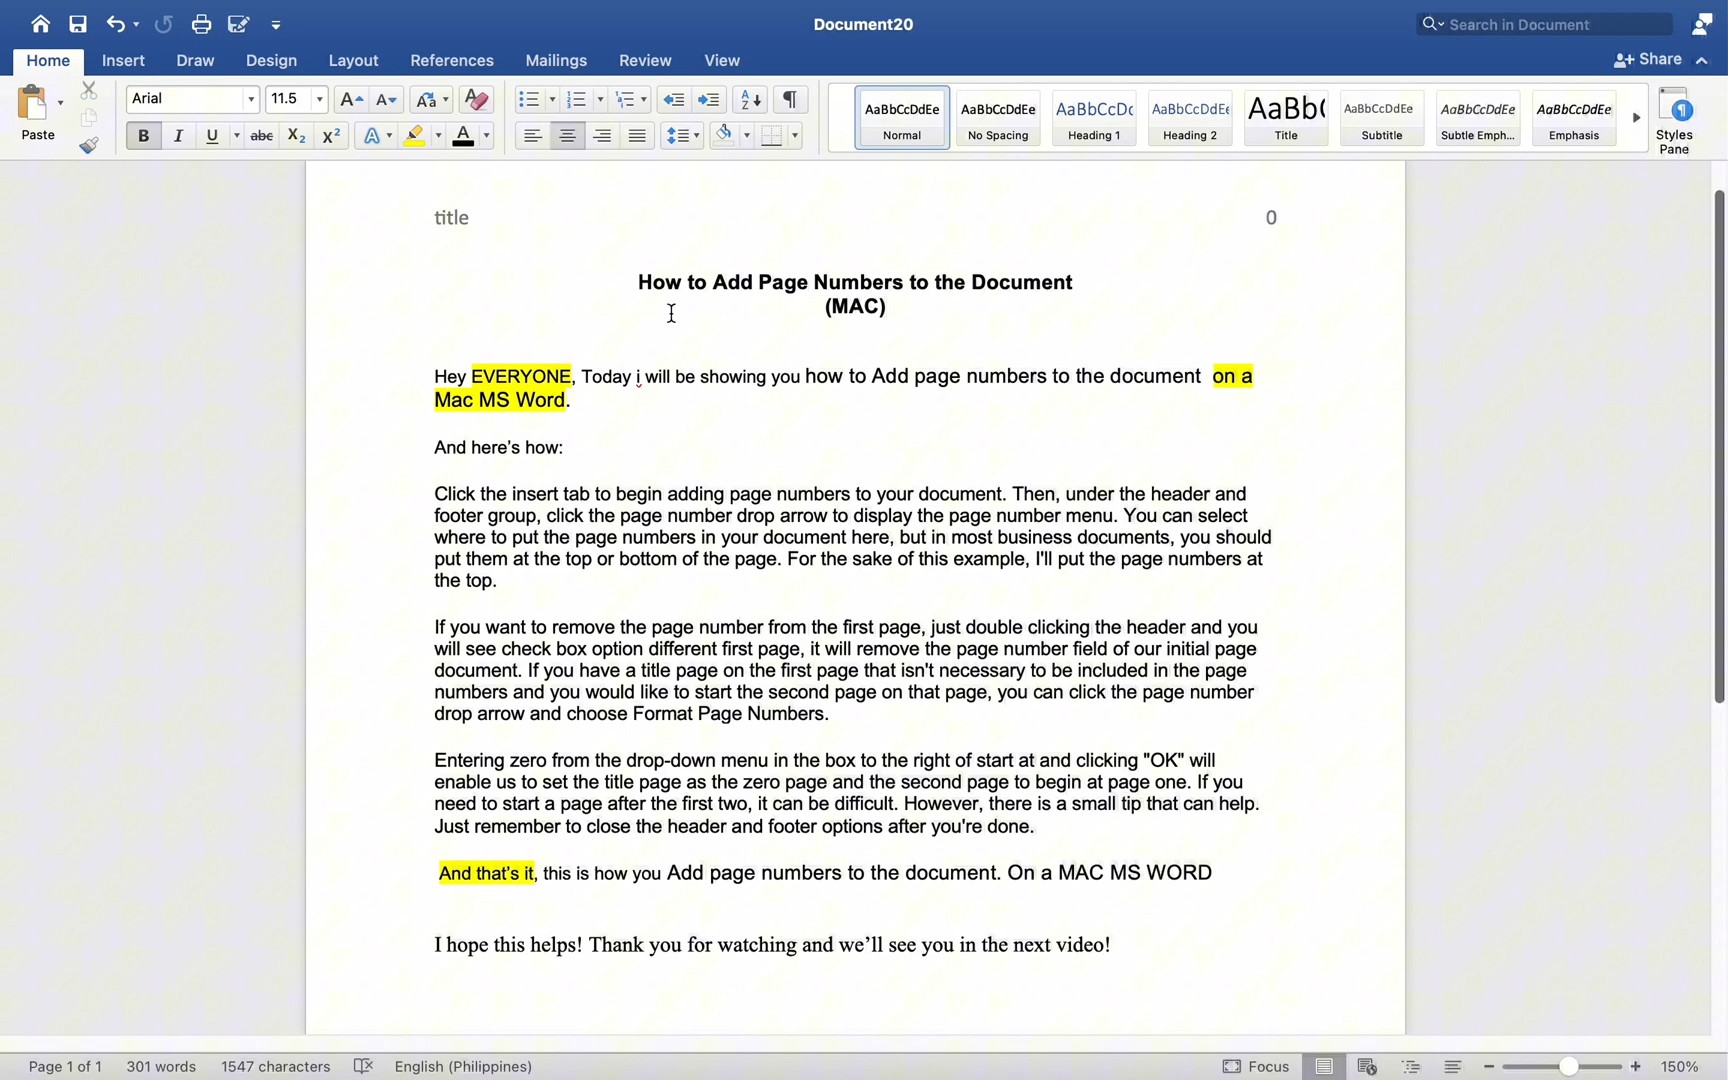 Document20
Search in Document
Home Insert Draw Design Layout References Mailings Review View
Share
Paste
Arial 11.5
AaBbCcDdEe AaBbCcDdEe AaBbCcDc AaBbCcDdEe AaBb( AaBbCcDdEe AaBbCcDdEe AaBbCcDdEe
Normal No Spacing Heading 1 Heading 2 Title Subtitle Subtle Emph... Emphasis
Styles
Pane
B I U abc X₂ X² A A
title 0
How to Add Page Numbers to the Document
(MAC)
Hey EVERYONE, Today i will be showing you how to Add page numbers to the document on a
Mac MS Word.
And here’s how:
Click the insert tab to begin adding page numbers to your document. Then, under the header and
footer group, click the page number drop arrow to display the page number menu. You can select
where to put the page numbers in your document here, but in most business documents, you should
put them at the top or bottom of the page. For the sake of this example, I'll put the page numbers at
the top.
If you want to remove the page number from the first page, just double clicking the header and you
will see check box option different first page, it will remove the page number field of our initial page
document. If you have a title page on the first page that isn't necessary to be included in the page
numbers and you would like to start the second page on that page, you can click the page number
drop arrow and choose Format Page Numbers.
Entering zero from the drop-down menu in the box to the right of start at and clicking "OK" will
enable us to set the title page as the zero page and the second page to begin at page one. If you
need to start a page after the first two, it can be difficult. However, there is a small tip that can help.
Just remember to close the header and footer options after you're done.
And that's it, this is how you Add page numbers to the document. On a MAC MS WORD
I hope this helps! Thank you for watching and we’ll see you in the next video!
Page 1 of 1 301 words 1547 characters English (Philippines) Focus 150%